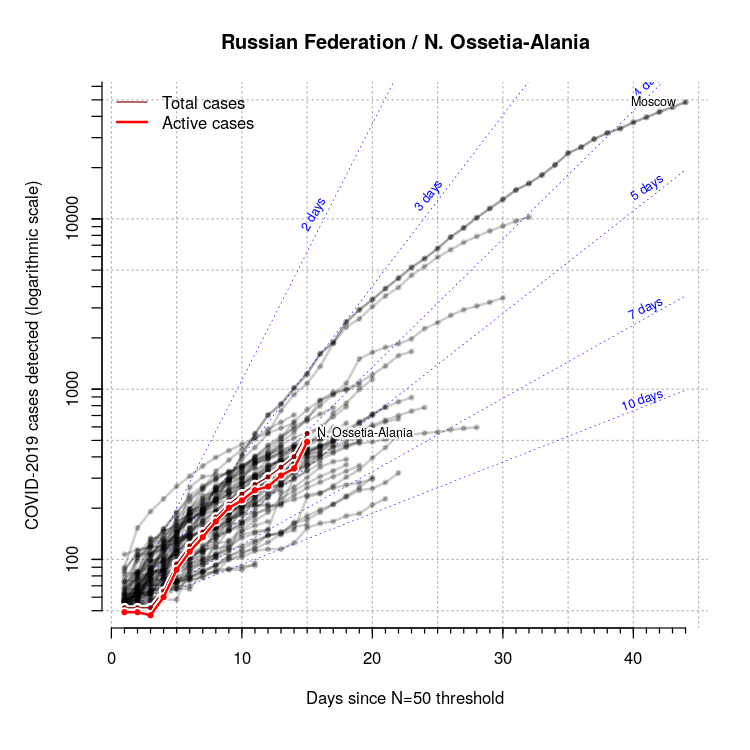 Russian Federation / N. Ossetia-Alania
Total cases
Active cases
COVID-2019 cases detected (logarithmic scale)
10000
1000
100
2 days
3 days
4 da
5 days
7 days
10 days
Moscow
N. Ossetia-Alania
0 10 20 30 40
Days since N=50 threshold